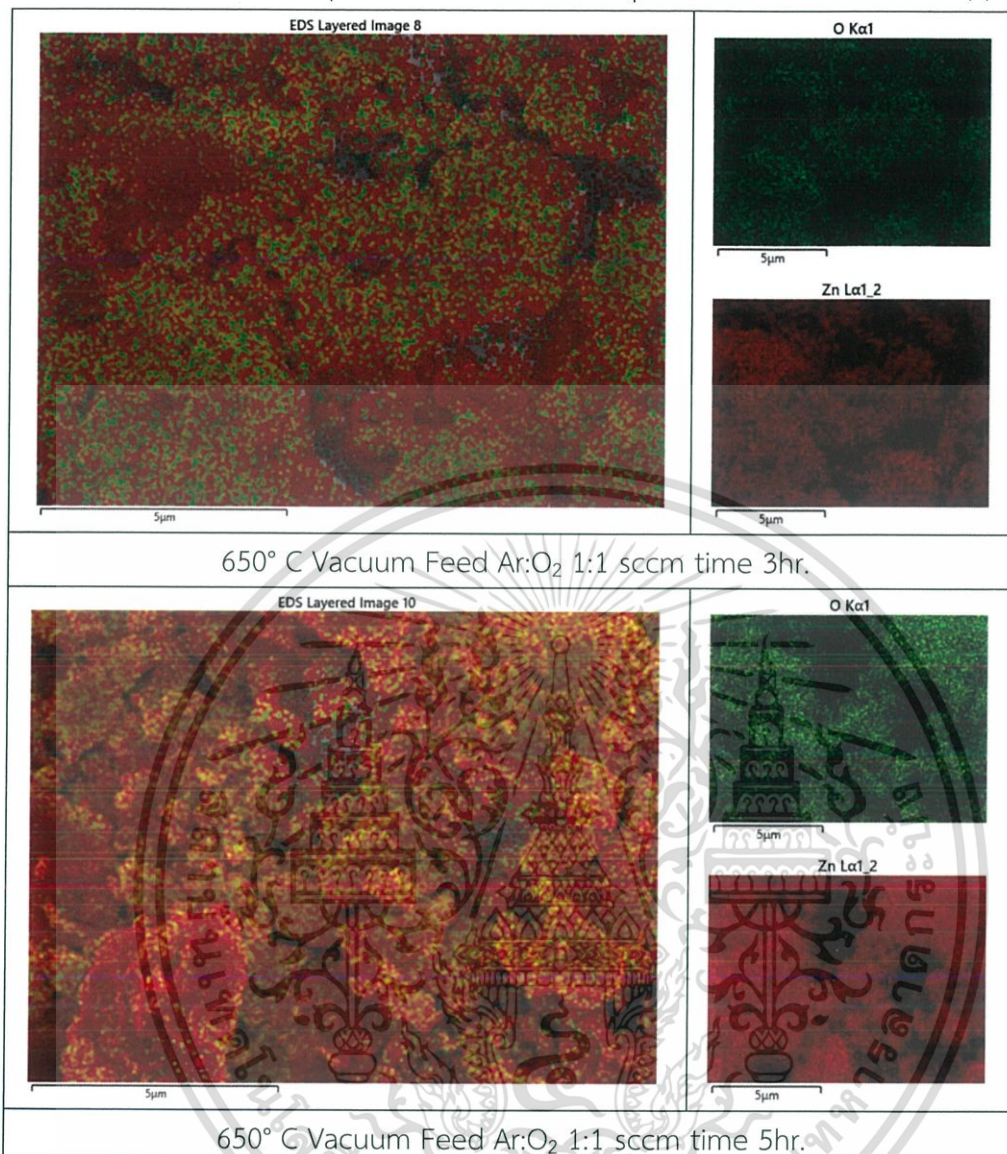 EDS Layered Image 8
O Kα1
5µm
Zn Lα1_2
5µm
5µm
650° C Vacuum Feed Ar:O₂ 1:1 sccm time 3hr.
EDS Layered Image 10
O Kα1
5µm
Zn Lα1_2
5µm
5µm
650° C Vacuum Feed Ar:O₂ 1:1 sccm time 5hr.